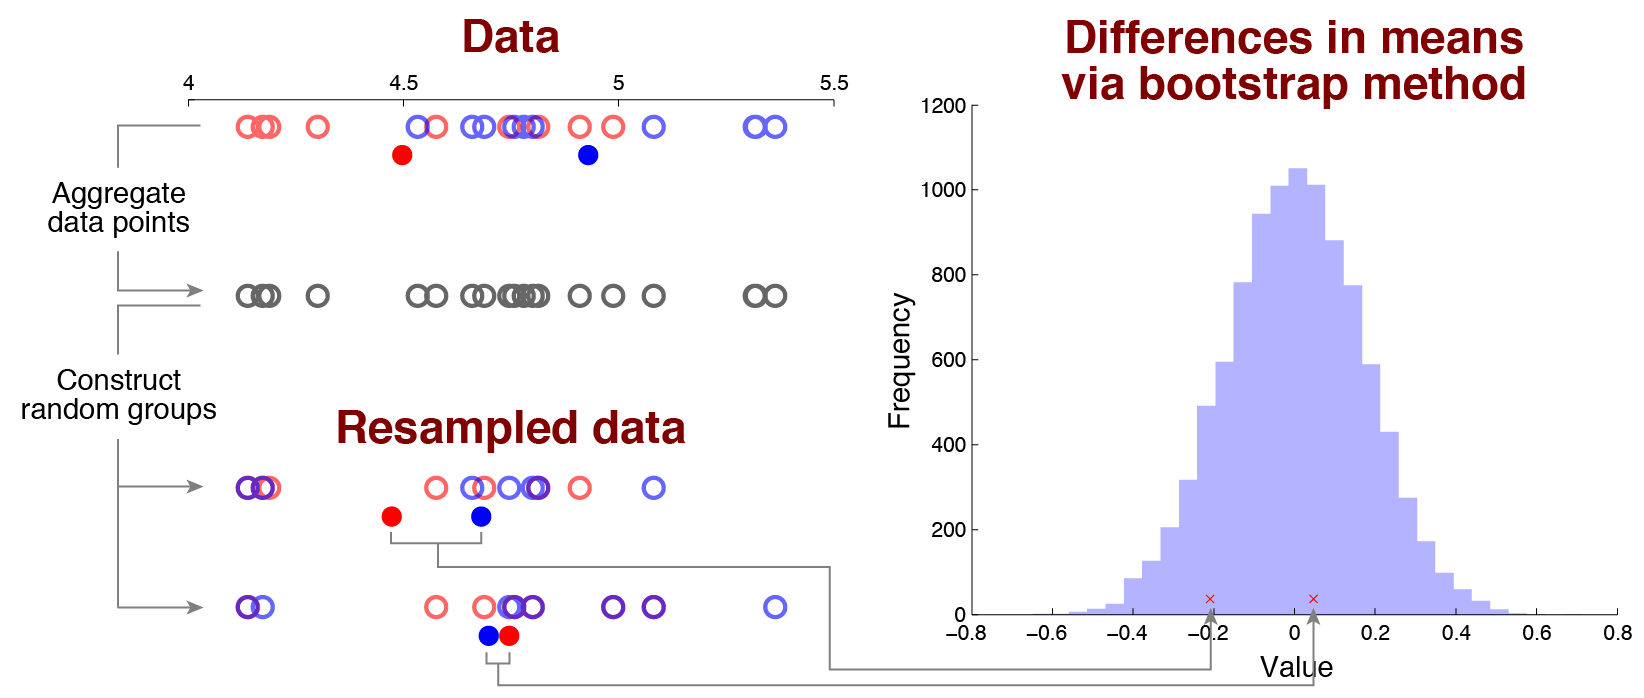 Data
4 4.5 5 5.5
Aggregate
data points
Construct
random groups
Resampled data
Differences in means
via bootstrap method
1200
1000
800
600
400
200
0
Frequency
−0.8 −0.6 −0.4 −0.2 0 0.2 0.4 0.6 0.8
Value